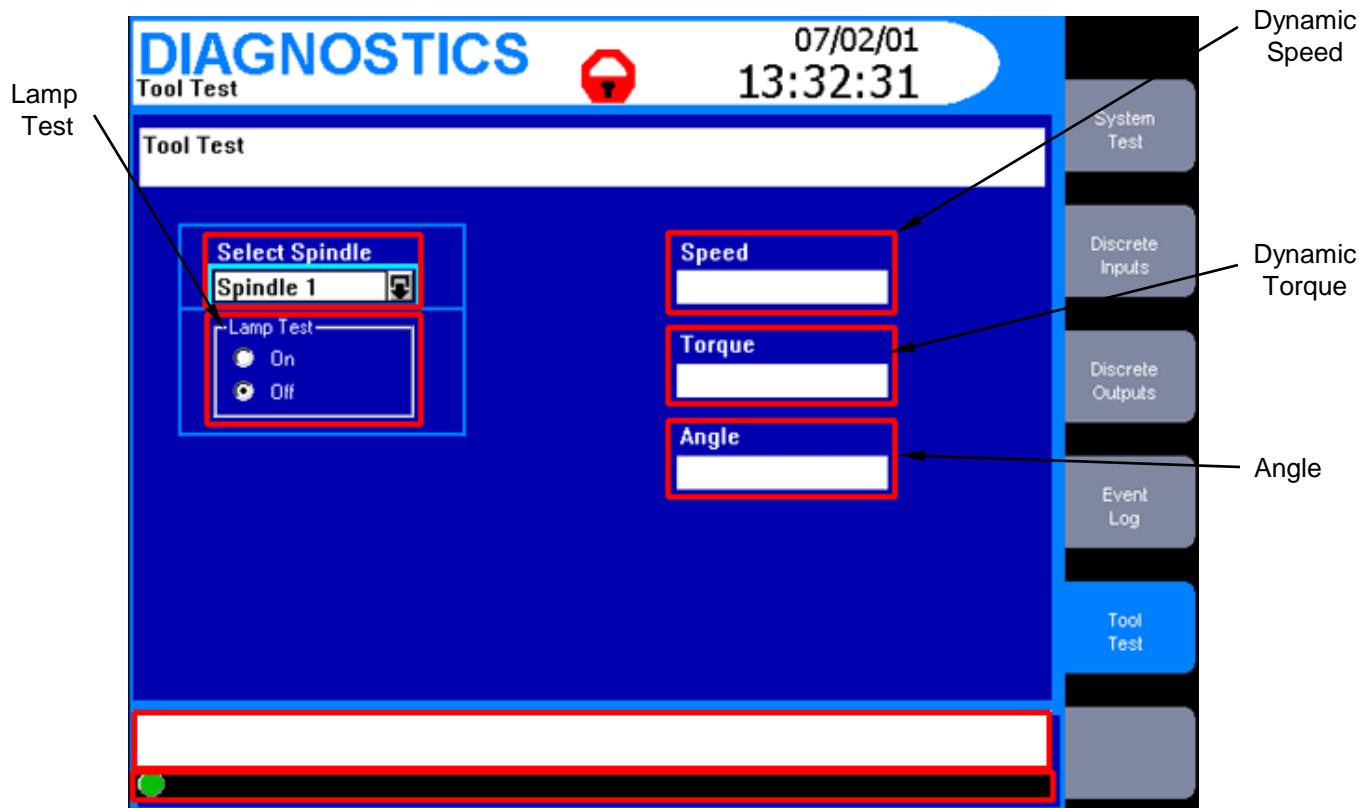 DIAGNOSTICS
Tool Test
07/02/01
13:32:31
Dynamic
Speed
Lamp
Test
System
Test
Tool Test
Select Spindle
Spindle 1
Speed
Discrete
Inputs
Dynamic
Torque
Lamp Test
On
Off
Torque
Discrete
Outputs
Angle
Angle
Event
Log
Tool
Test